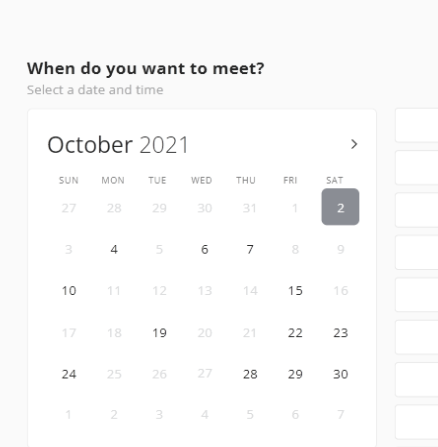 When do you want to meet?
Select a date and time
October 2021
SUN MON TUE WED THU FRI SAT
27 28 29 30 31 1 2
3 4 5 6 7 8 9
10 11 12 13 14 15 16
17 18 19 20 21 22 23
24 25 26 27 28 29 30
1 2 3 4 5 6 7